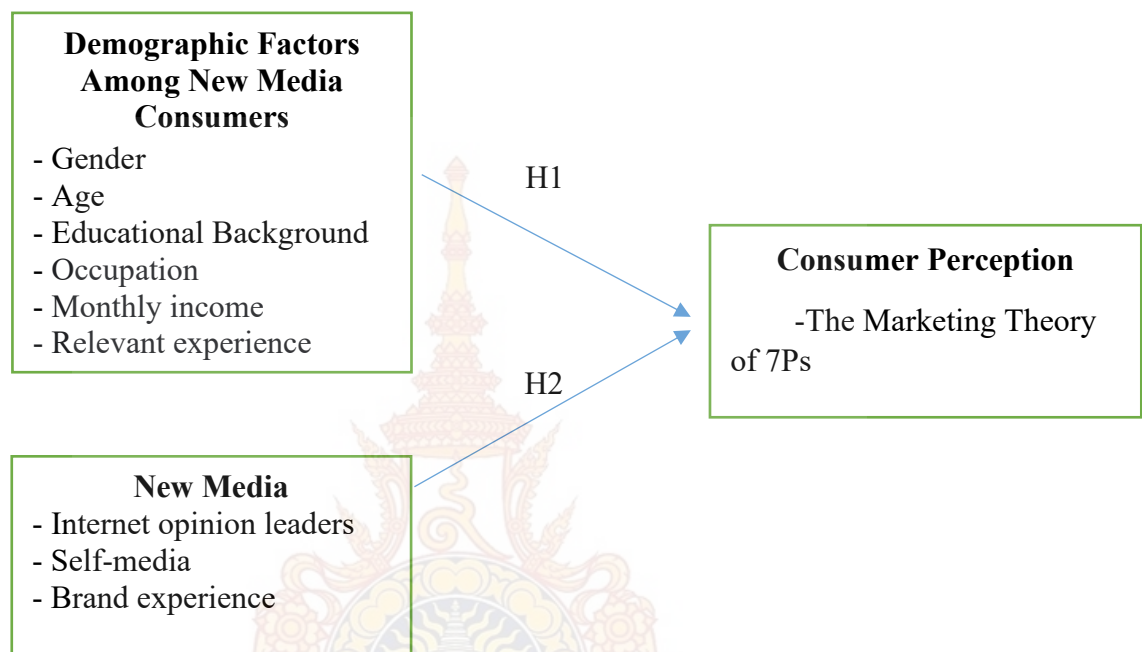 Demographic Factors
Among New Media
Consumers
- Gender
- Age
- Educational Background
- Occupation
- Monthly income
- Relevant experience
H1
Consumer Perception
-The Marketing Theory
of 7Ps
H2
New Media
- Internet opinion leaders
- Self-media
- Brand experience